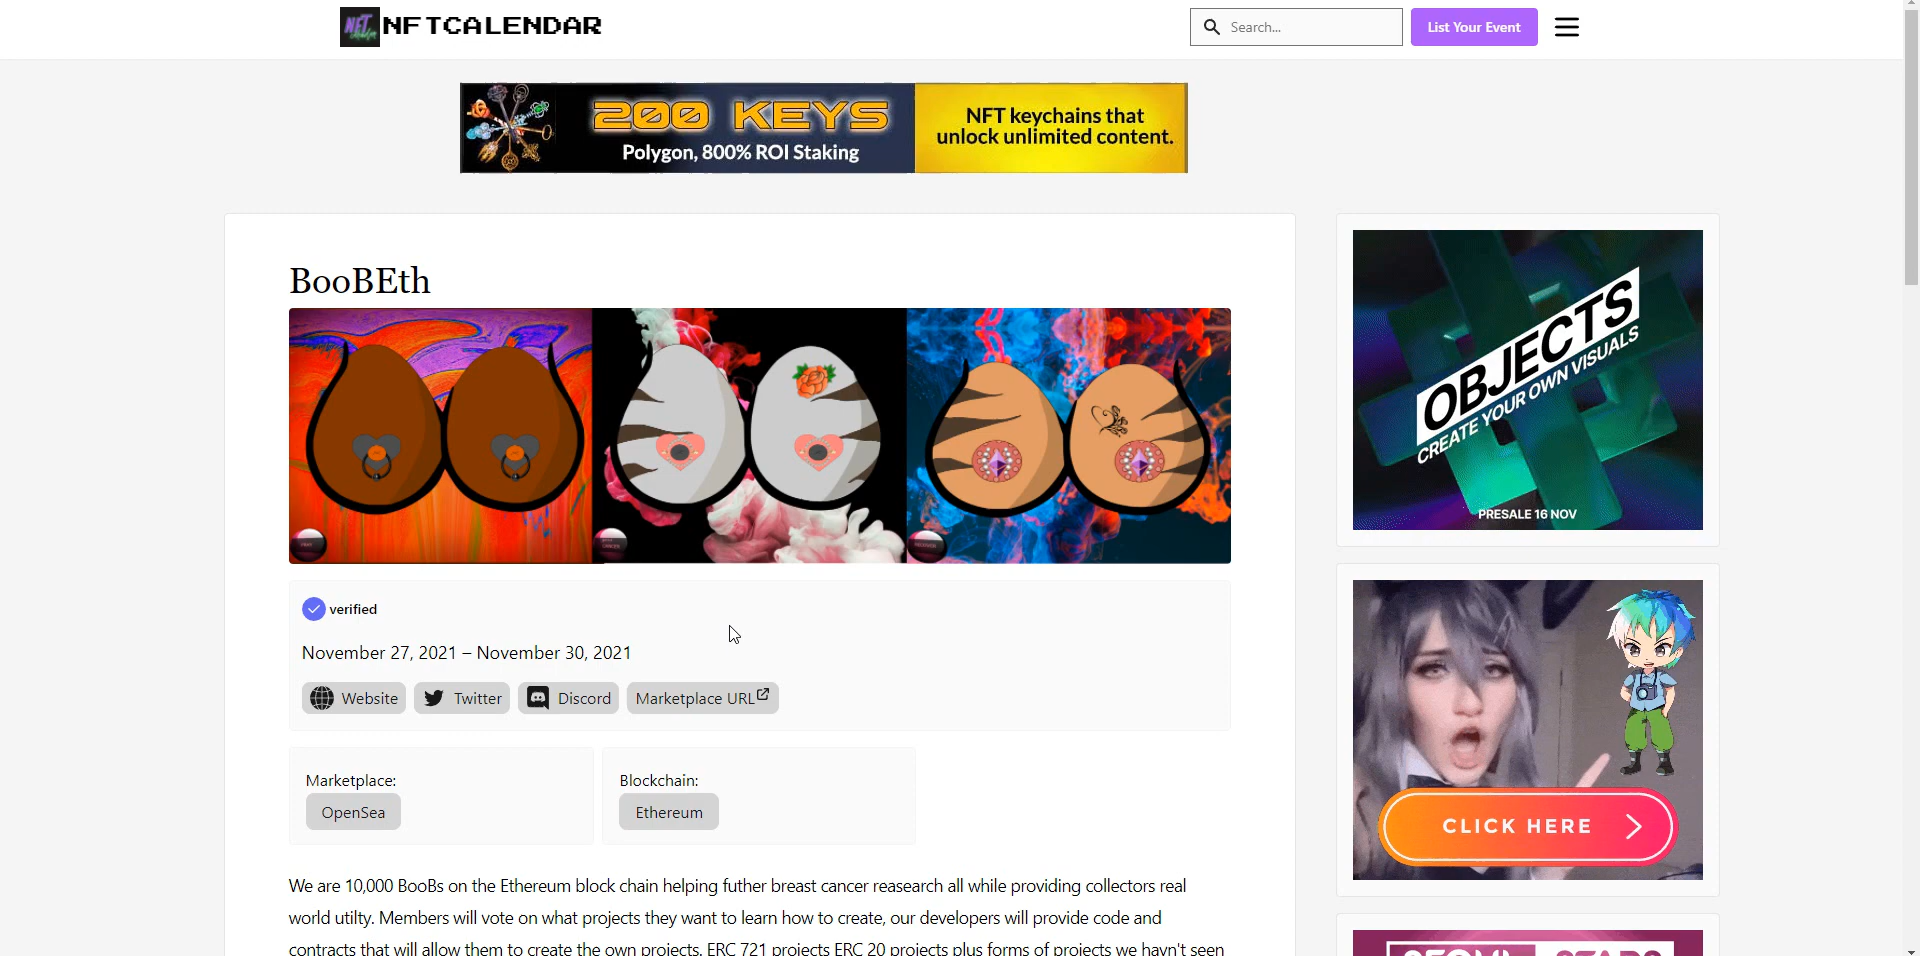 NFTCALENDAR
Search...
List Your Event
200 KEYS
Polygon, 800% ROI Staking
NFT keychains that
unlock unlimited content.
BooBEth
verified
November 27, 2021 – November 30, 2021
Website
Twitter
Discord
Marketplace URL
Marketplace:
OpenSea
Blockchain:
Ethereum
We are 10,000 BooBs on the Ethereum block chain helping futher breast cancer reasearch all while providing collectors real
world utilty. Members will vote on what projects they want to learn how to create, our developers will provide code and
contracts that will allow them to create the own projects. ERC 721 projects ERC 20 projects plus forms of projects we havn't seen
OBJECTS
CREATE YOUR OWN VISUALS
PRESALE 16 NOV
CLICK HERE